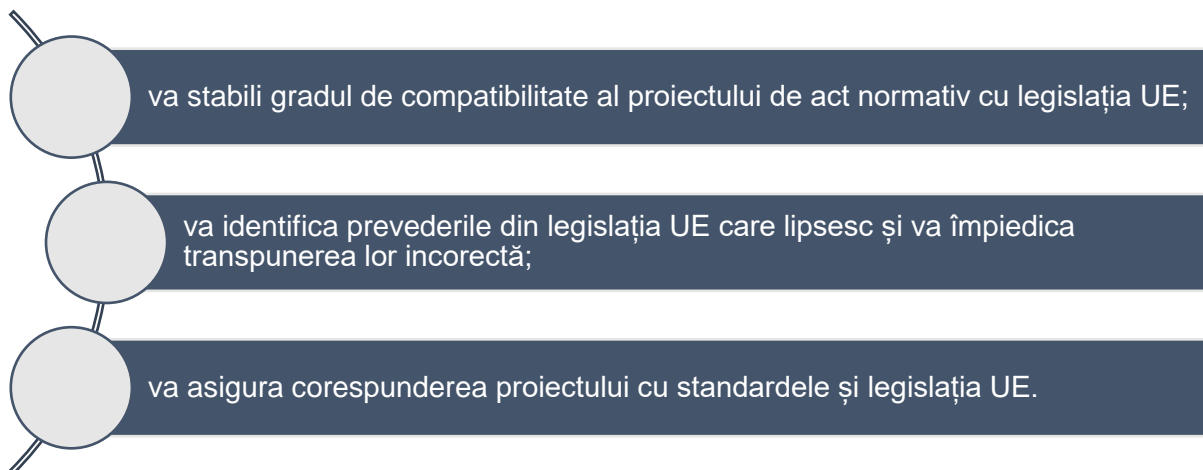 va stabili gradul de compatibilitate al proiectului de act normativ cu legislația UE;
va identifica prevederile din legislația UE care lipsesc și va împiedica
transpunerea lor incorectă;
va asigura corespunderea proiectului cu standardele și legislația UE.